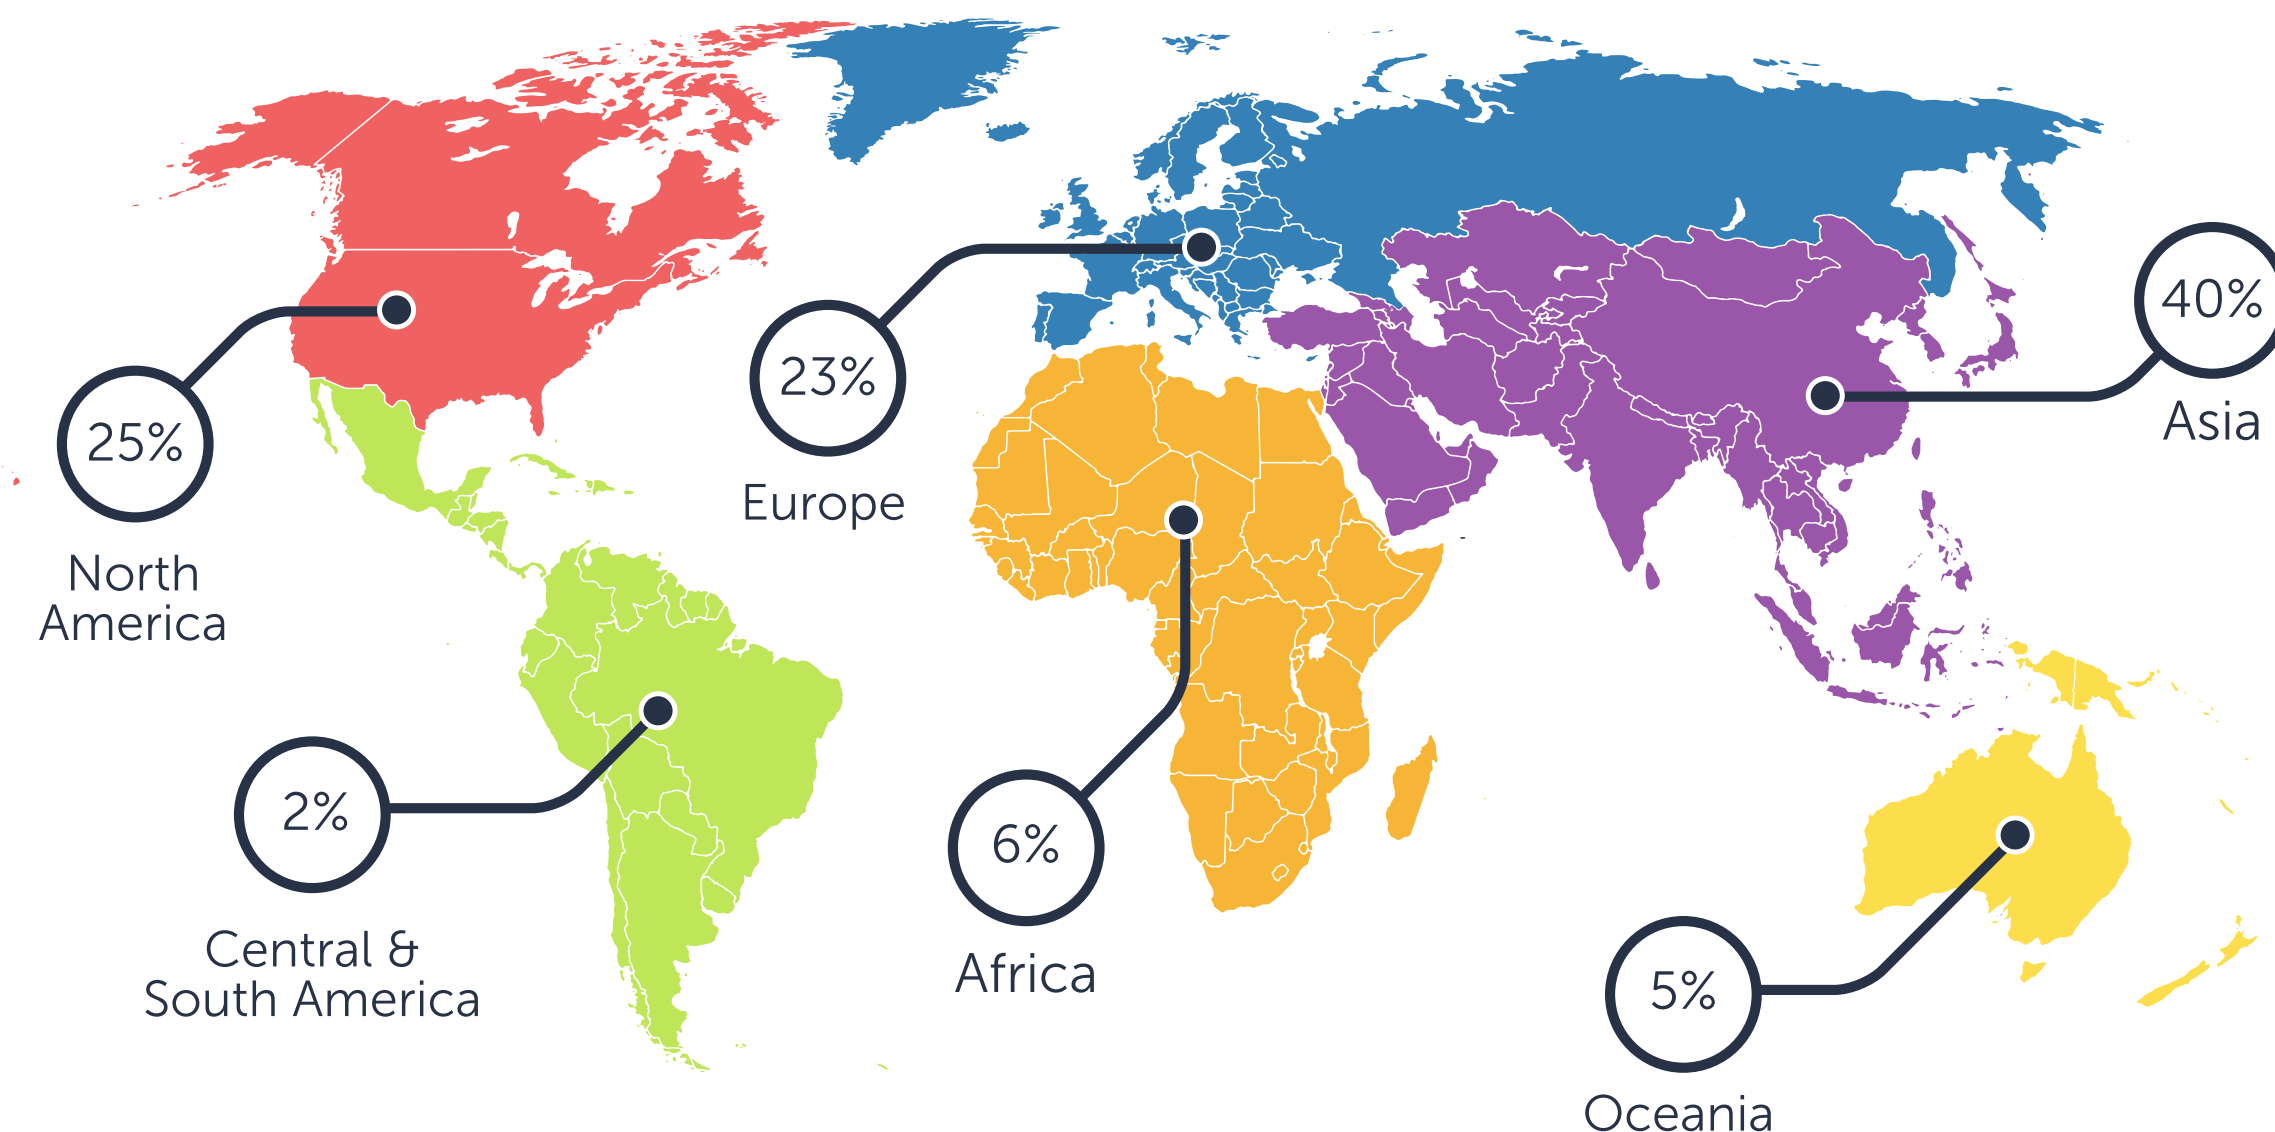 25%
North
America
23%
Europe
40%
Asia
2%
Central &
South America
6%
Africa
5%
Oceania